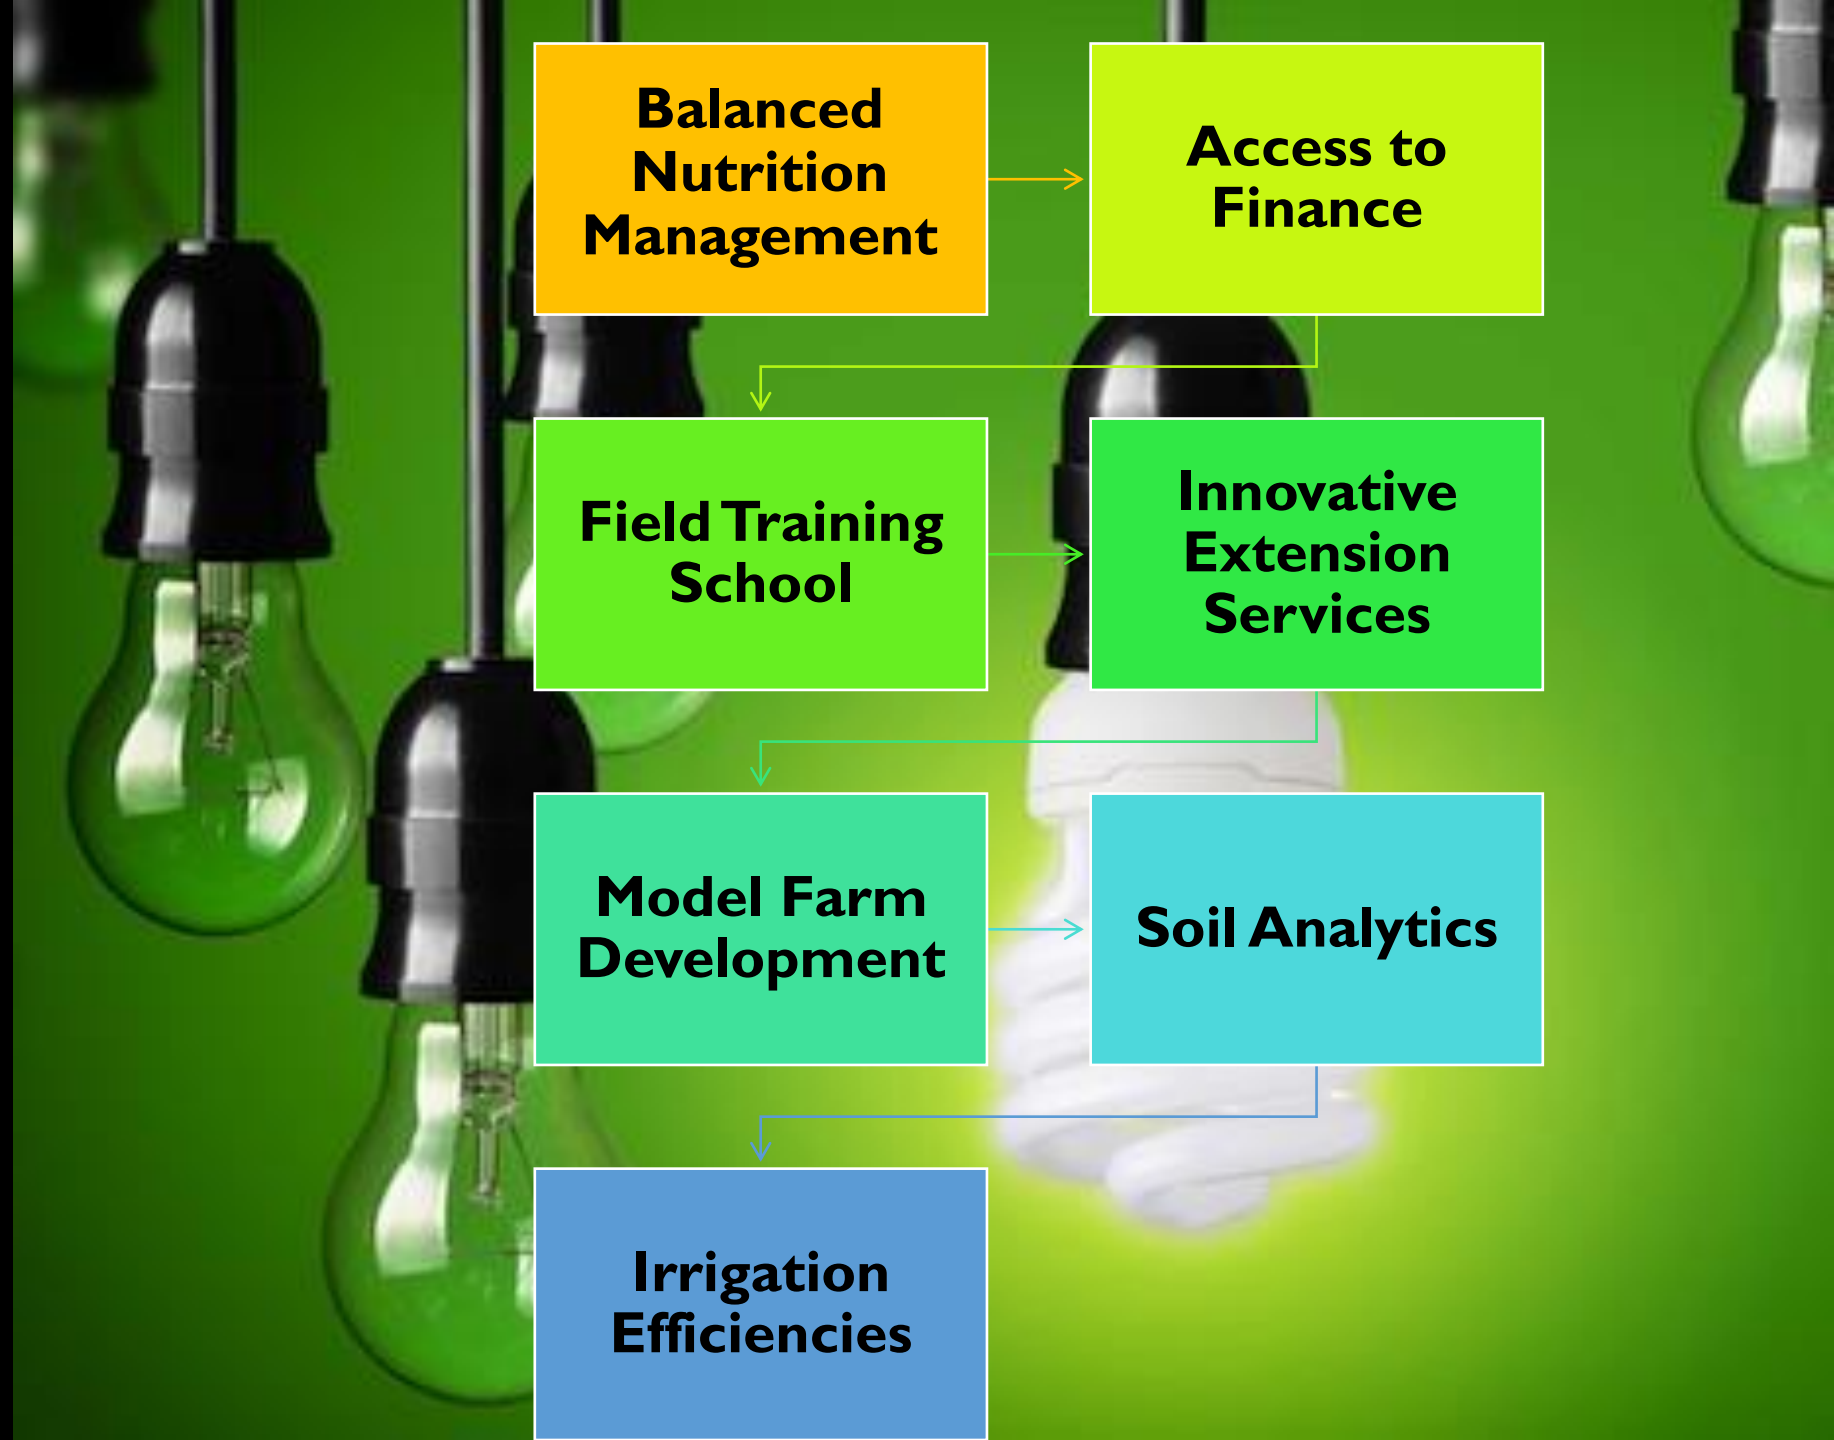 Balanced
Nutrition
Management
Access to
Finance
Field Training
School
Innovative
Extension
Services
Model Farm
Development
Soil Analytics
Irrigation
Efficiencies